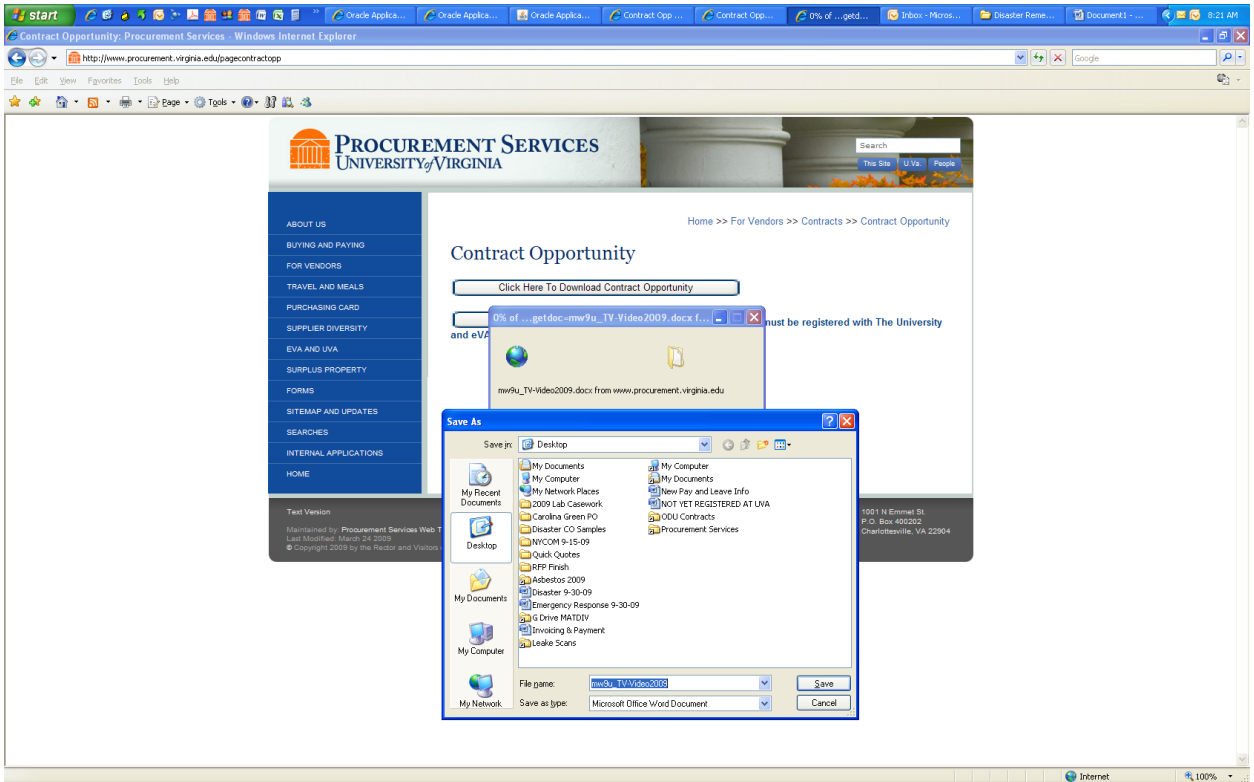 start
Oracle Applica...
Oracle Applica...
Oracle Applica...
Contract Opp ...
Contract Opp...
0% of ...getd...
Inbox - Micros...
Disaster Reme...
Document1 - ...
8:21 AM
Contract Opportunity: Procurement Services - Windows Internet Explorer
http://www.procurement.virginia.edu/pagecontractopp
Google
File Edit View Favorites Tools Help
Page Tools
PROCUREMENT SERVICES
UNIVERSITY of VIRGINIA
Search
This Site U.Va. People
ABOUT US
BUYING AND PAYING
FOR VENDORS
TRAVEL AND MEALS
PURCHASING CARD
SUPPLIER DIVERSITY
EVA AND UVA
SURPLUS PROPERTY
FORMS
SITEMAP AND UPDATES
SEARCHES
INTERNAL APPLICATIONS
HOME
Home >> For Vendors >> Contracts >> Contract Opportunity
Contract Opportunity
Click Here To Download Contract Opportunity
must be registered with The University
and eVA
0% of ...getdoc=mw9u_TV-Video2009.docx f...
mw9u_TV-Video2009.docx from www.procurement.virginia.edu
Save As
Save in: Desktop
My Recent Documents
Desktop
My Documents
My Computer
My Network
My Documents
My Computer
My Network Places
2009 Lab Casework
Carolina Green PO
Disaster CO Samples
NYCOM 9-15-09
Quick Quotes
RFP Finish
Asbestos 2009
Disaster 9-30-09
Emergency Response 9-30-09
G Drive MATDIV
Invoicing & Payment
Leake Scans
My Computer
My Documents
New Pay and Leave Info
NOT YET REGISTERED AT UVA
ODU Contracts
Procurement Services
File name: mw9u_TV-Video2009
Save
Save as type: Microsoft Office Word Document
Cancel
Text Version
Maintained by: Procurement Services Web T
Last Modified: March 24 2009
© Copyright 2009 by the Rector and Visitors
1001 N Emmet St.
P.O. Box 400202
Charlottesville, VA 22904
Internet
100%